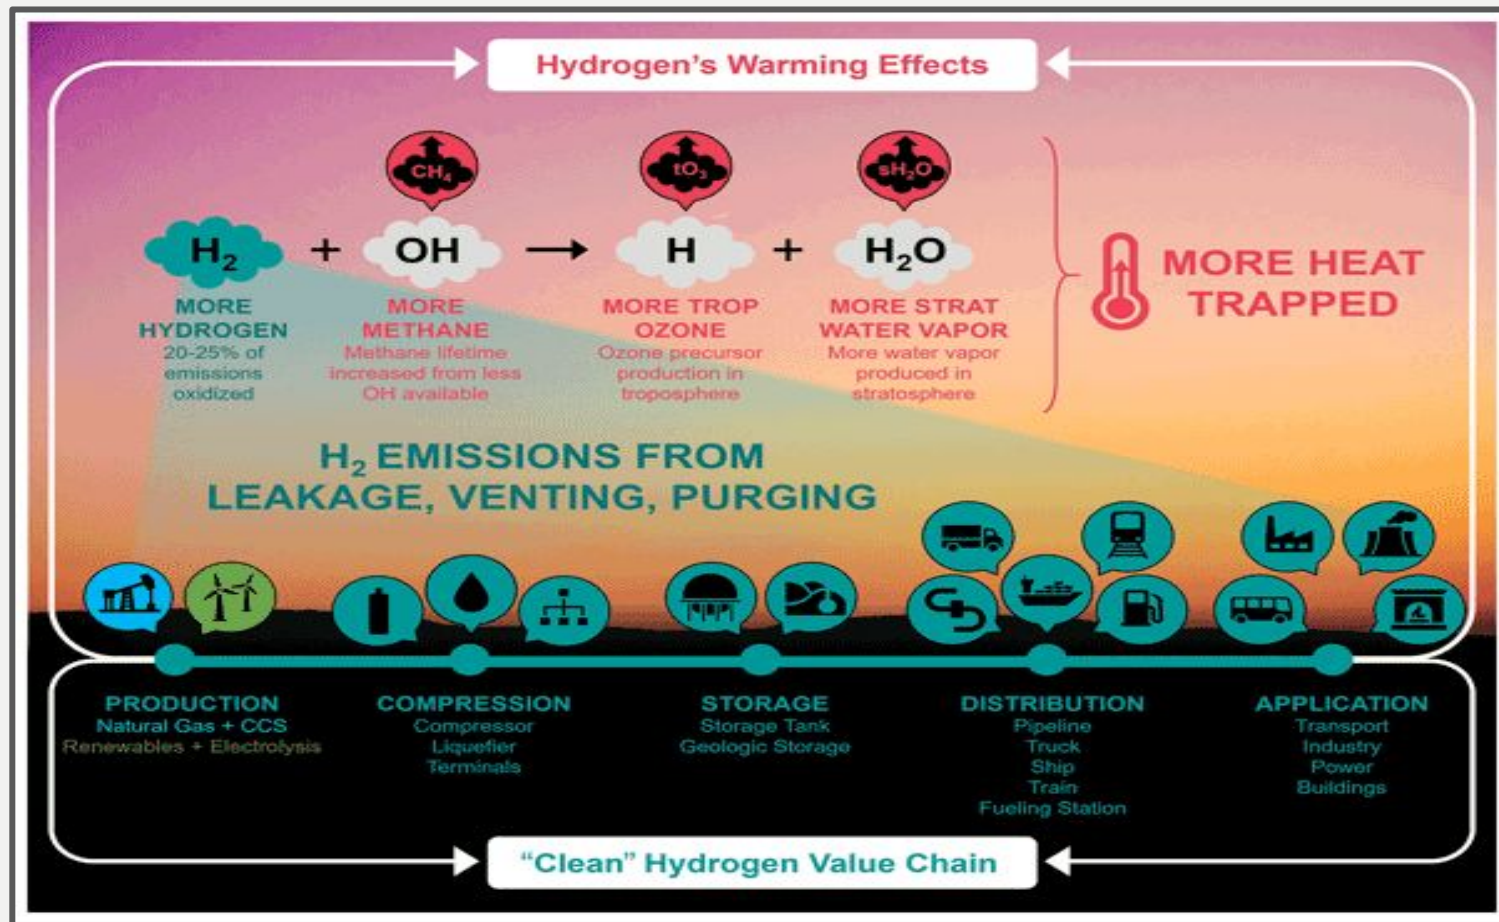 Hydrogen's Warming Effects
CH₄
tO₃
sH₂O
H₂ + OH → H + H₂O
MORE
HYDROGEN
20-25% of
emissions
oxidized
MORE
METHANE
Methane lifetime
increased from less
OH available
MORE TROP
OZONE
Ozone precursor
production in
troposphere
MORE STRAT
WATER VAPOR
More water vapor
produced in
stratosphere
MORE HEAT
TRAPPED
H₂ EMISSIONS FROM
LEAKAGE, VENTING, PURGING
PRODUCTION
Natural Gas + CCS
Renewables + Electrolysis
COMPRESSION
Compressor
Liquefier
Terminals
STORAGE
Storage Tank
Geologic Storage
DISTRIBUTION
Pipeline
Truck
Ship
Train
Fueling Station
APPLICATION
Transport
Industry
Power
Buildings
“Clean” Hydrogen Value Chain